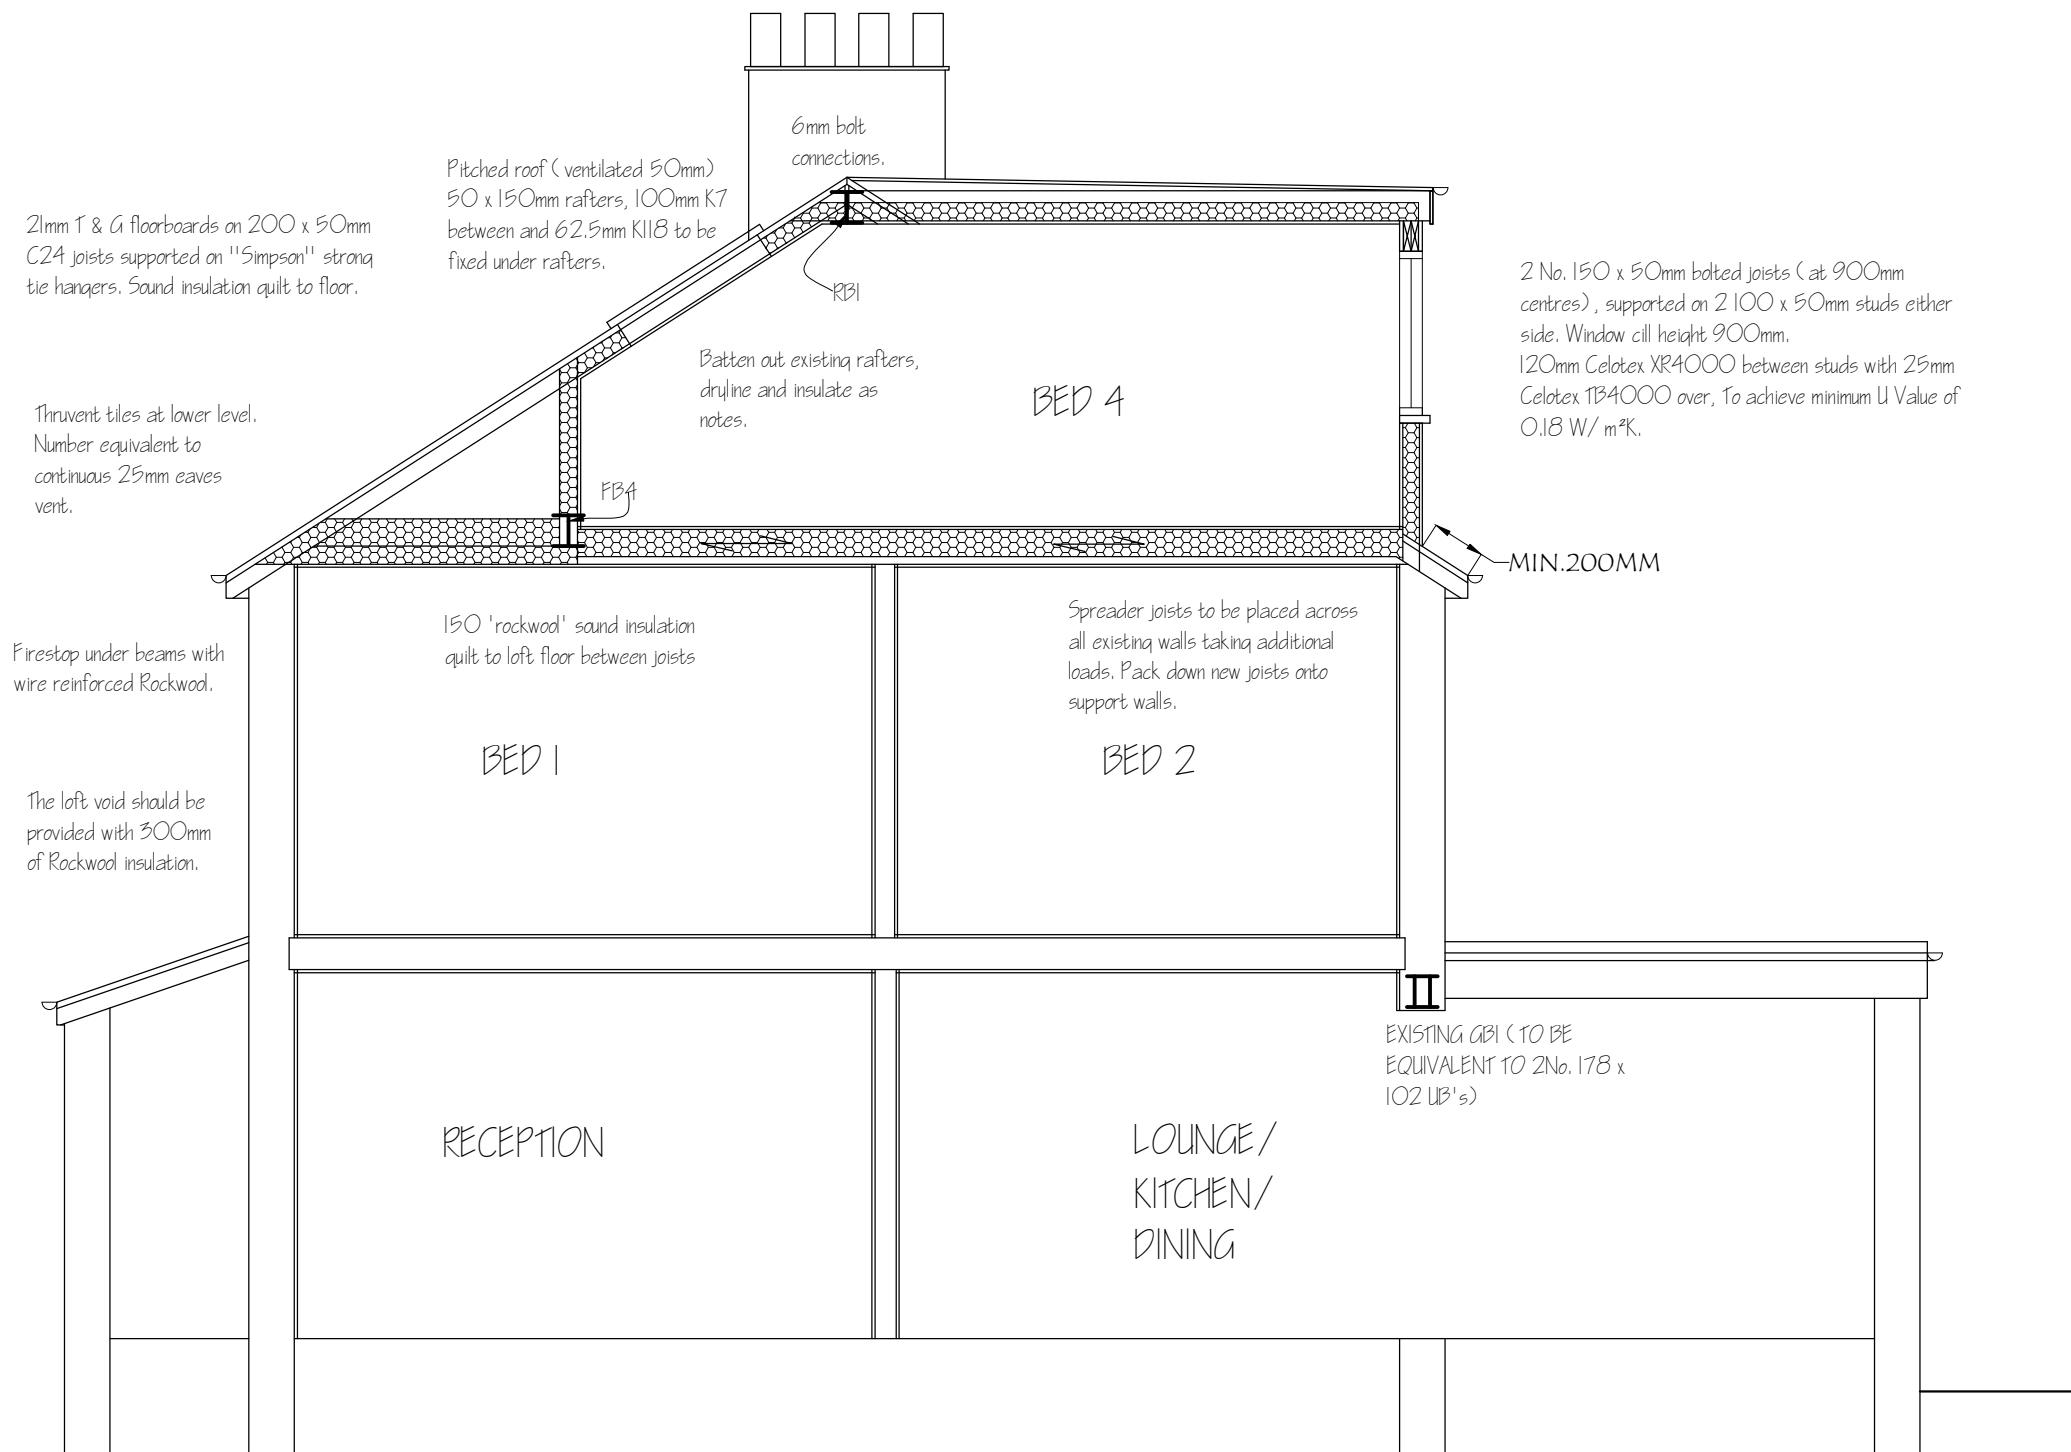 6mm bolt
connections.
Pitched roof ( ventilated 50mm)
50 x 150mm rafters, 100mm K7
between and 62.5mm K118 to be
fixed under rafters.
21mm T & G floorboards on 200 x 50mm
C24 joists supported on ''Simpson'' strong
tie hangers. Sound insulation quilt to floor.
RB1
2 No. 150 x 50mm bolted joists ( at 900mm
centres) , supported on 2 100 x 50mm studs either
side. Window cill height 900mm.
120mm Celotex XR4000 between studs with 25mm
Celotex TB4000 over, To achieve minimum U Value of
0.18 W/ m²K.
Batten out existing rafters,
dryline and insulate as
notes.
BED 4
Thruvent tiles at lower level.
Number equivalent to
continuous 25mm eaves
vent.
FB4
MIN.200MM
150 'rockwool' sound insulation
quilt to loft floor between joists
Spreader joists to be placed across
all existing walls taking additional
loads. Pack down new joists onto
support walls.
Firestop under beams with
wire reinforced Rockwool.
BED 1
BED 2
The loft void should be
provided with 300mm
of Rockwool insulation.
EXISTING GB1 ( TO BE
EQUIVALENT TO 2No. 178 x
102 UB's)
RECEPTION
LOUNGE/
KITCHEN/
DINING